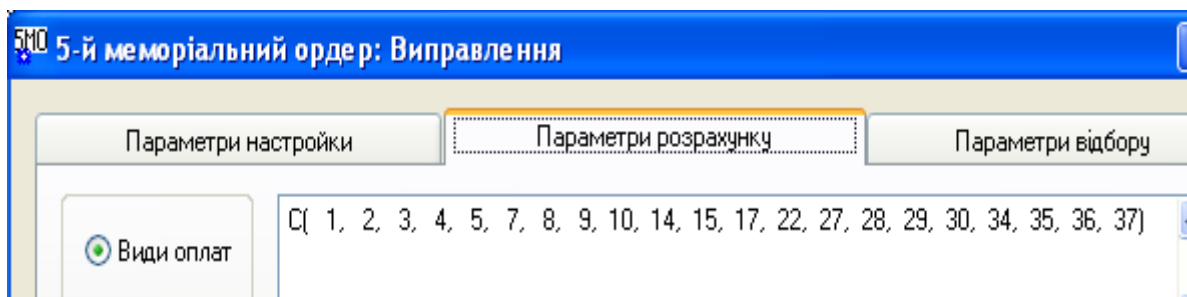 5МО 5-й меморіальний ордер: Виправлення
Параметри настройки Параметри розрахунку Параметри відбору
С( 1, 2, 3, 4, 5, 7, 8, 9, 10, 14, 15, 17, 22, 27, 28, 29, 30, 34, 35, 36, 37)
Види оплат